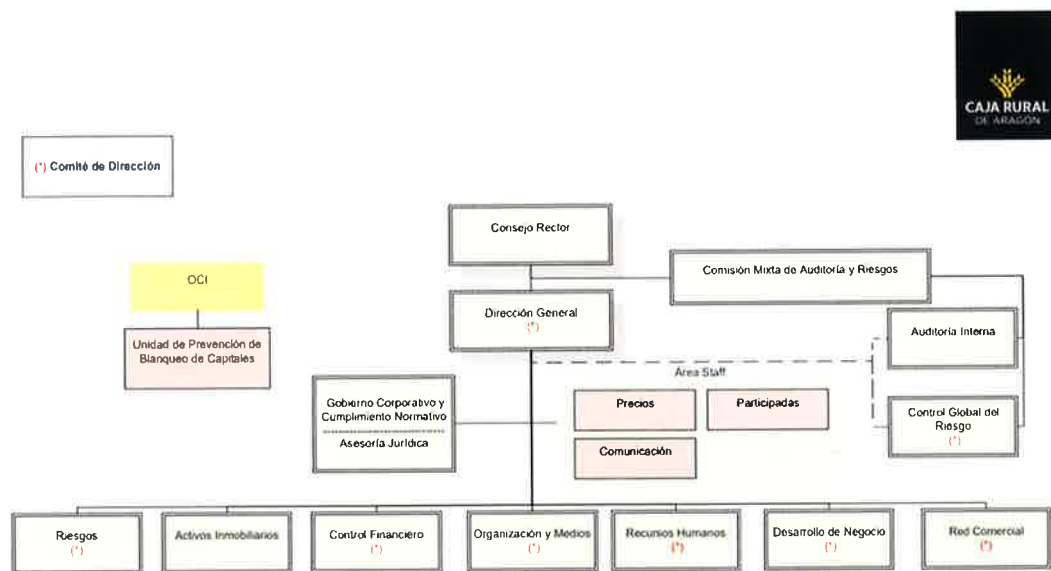 CAJA RURAL
DE ARAGÓN
(*) Comité de Dirección
Consejo Rector
Comisión Mixta de Auditoría y Riesgos
OCI
Dirección General
(*)
Auditoría Interna
Unidad de Prevención de
Blanqueo de Capitales
Área Staff
Gobierno Corporativo y
Cumplimiento Normativo
Asesoría Jurídica
Precios
Participadas
Control Global del
Riesgo
(*)
Comunicación
Riesgos
(*)
Activos Inmobiliarios
Control Financiero
(*)
Organización y Medios
(*)
Recursos Humanos
(*)
Desarrollo de Negocio
(*)
Red Comercial
(*)